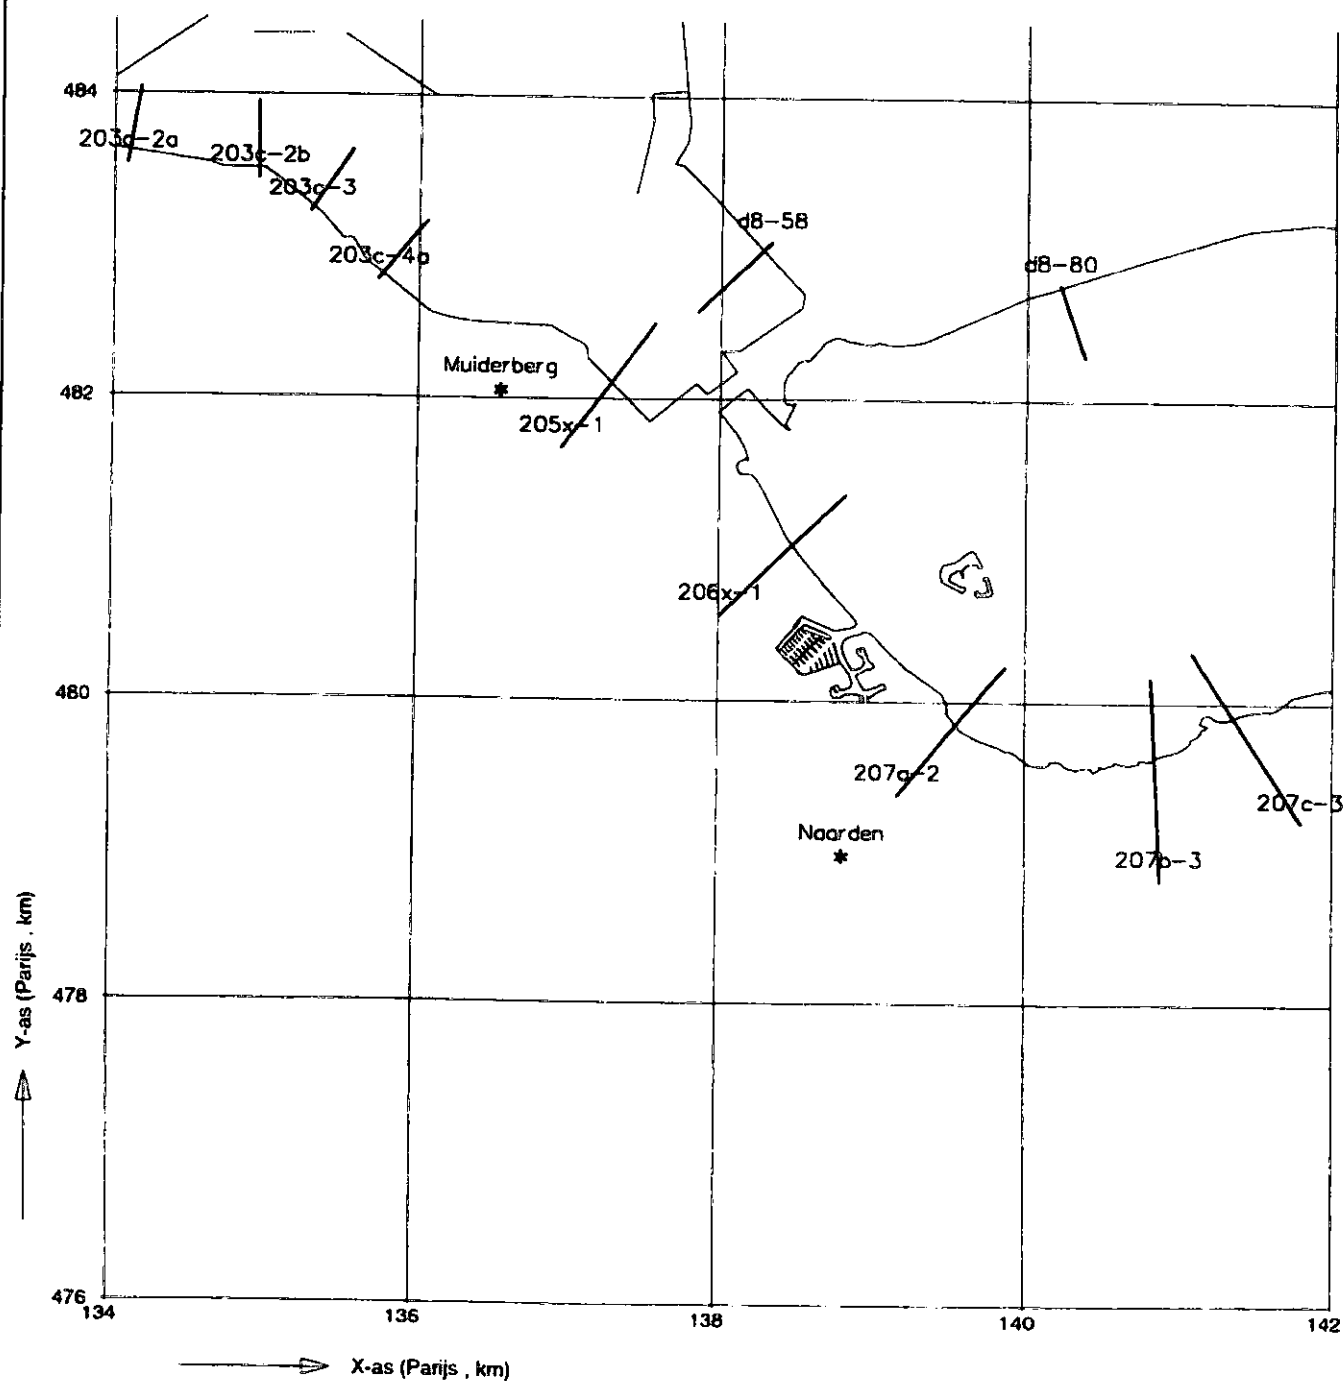 484
203a-2a
203c-2b
203c-3
203c-4a
d8-58
d8-80
Muiderberg
482
205x-1
206x-1
480
207a-2
207c-3
Naarden
207b-3
478
476
134
136
138
140
142
Y-as (Parijs , km)
X-as (Parijs , km)